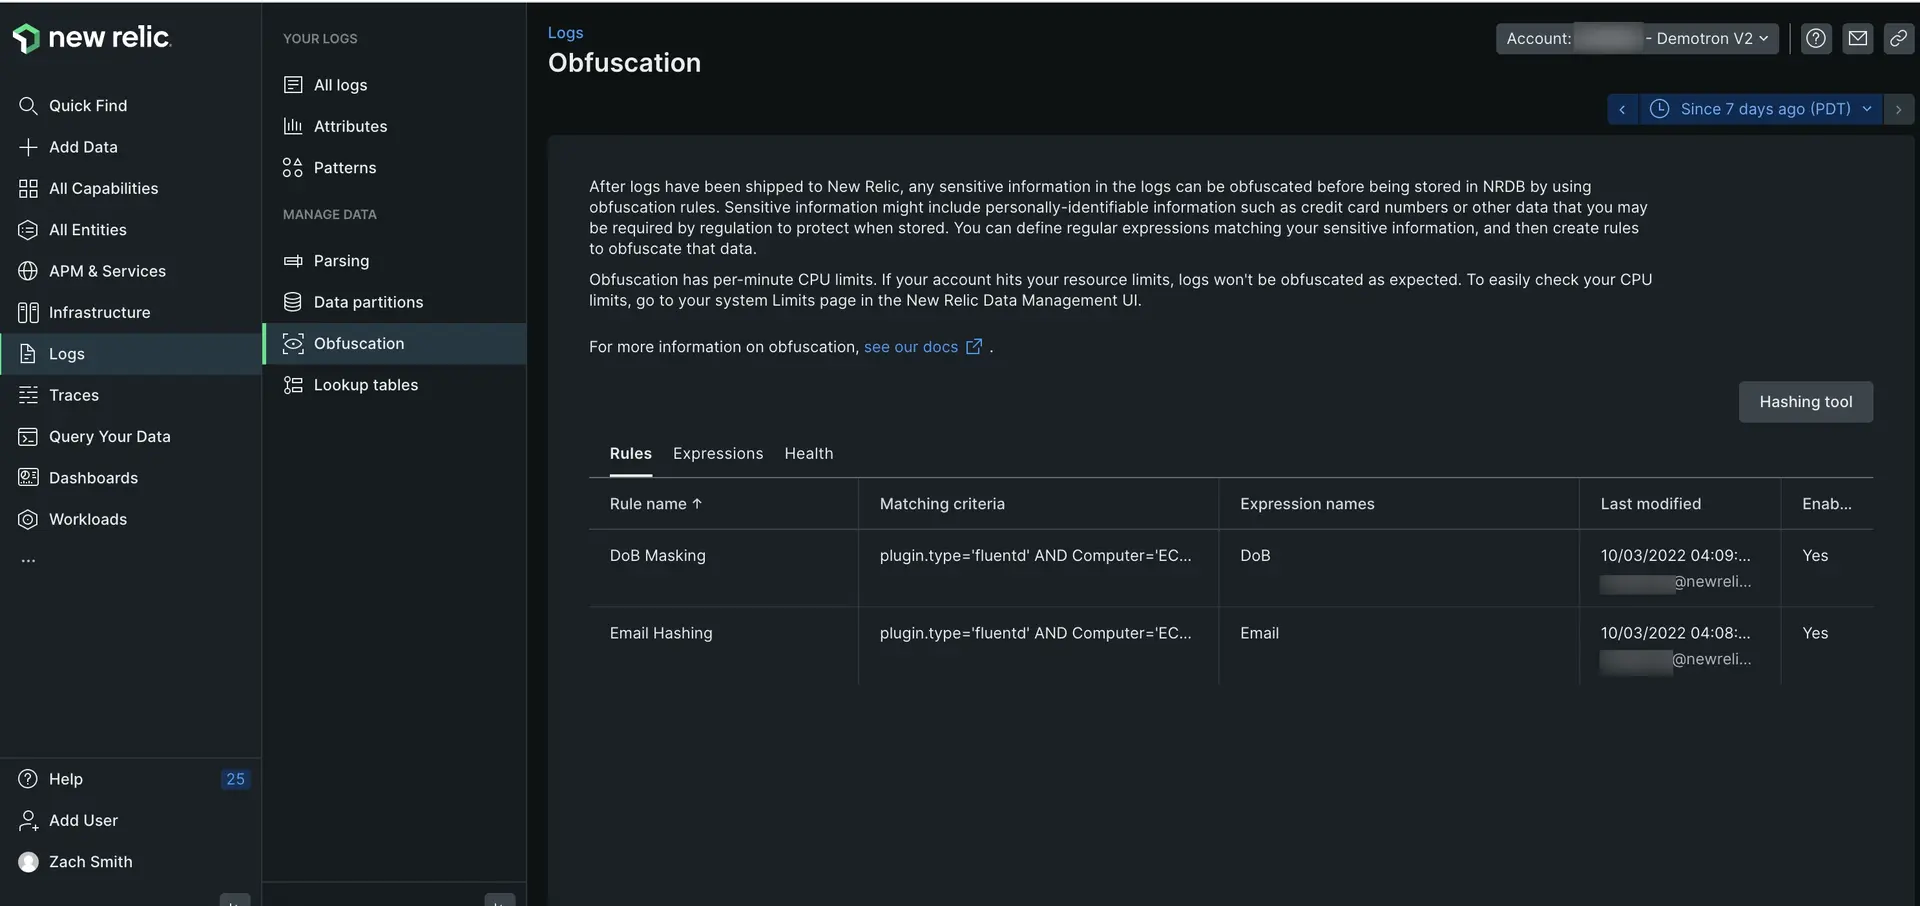 new relic.
Quick Find
Add Data
All Capabilities
All Entities
APM & Services
Infrastructure
Logs
Traces
Query Your Data
Dashboards
Workloads
...
Help 25
Add User
Zach Smith
YOUR LOGS
All logs
Attributes
Patterns
MANAGE DATA
Parsing
Data partitions
Obfuscation
Lookup tables
Logs
Obfuscation
Account: - Demotron V2
Since 7 days ago (PDT)
After logs have been shipped to New Relic, any sensitive information in the logs can be obfuscated before being stored in NRDB by using
obfuscation rules. Sensitive information might include personally-identifiable information such as credit card numbers or other data that you may
be required by regulation to protect when stored. You can define regular expressions matching your sensitive information, and then create rules
to obfuscate that data.
Obfuscation has per-minute CPU limits. If your account hits your resource limits, logs won't be obfuscated as expected. To easily check your CPU
limits, go to your system Limits page in the New Relic Data Management UI.
For more information on obfuscation, see our docs .
Hashing tool
Rules Expressions Health
Rule name ↑ Matching criteria Expression names Last modified Enab...
DoB Masking plugin.type='fluentd' AND Computer='EC... DoB 10/03/2022 04:09:... Yes
@newreli...
Email Hashing plugin.type='fluentd' AND Computer='EC... Email 10/03/2022 04:08:... Yes
@newreli...